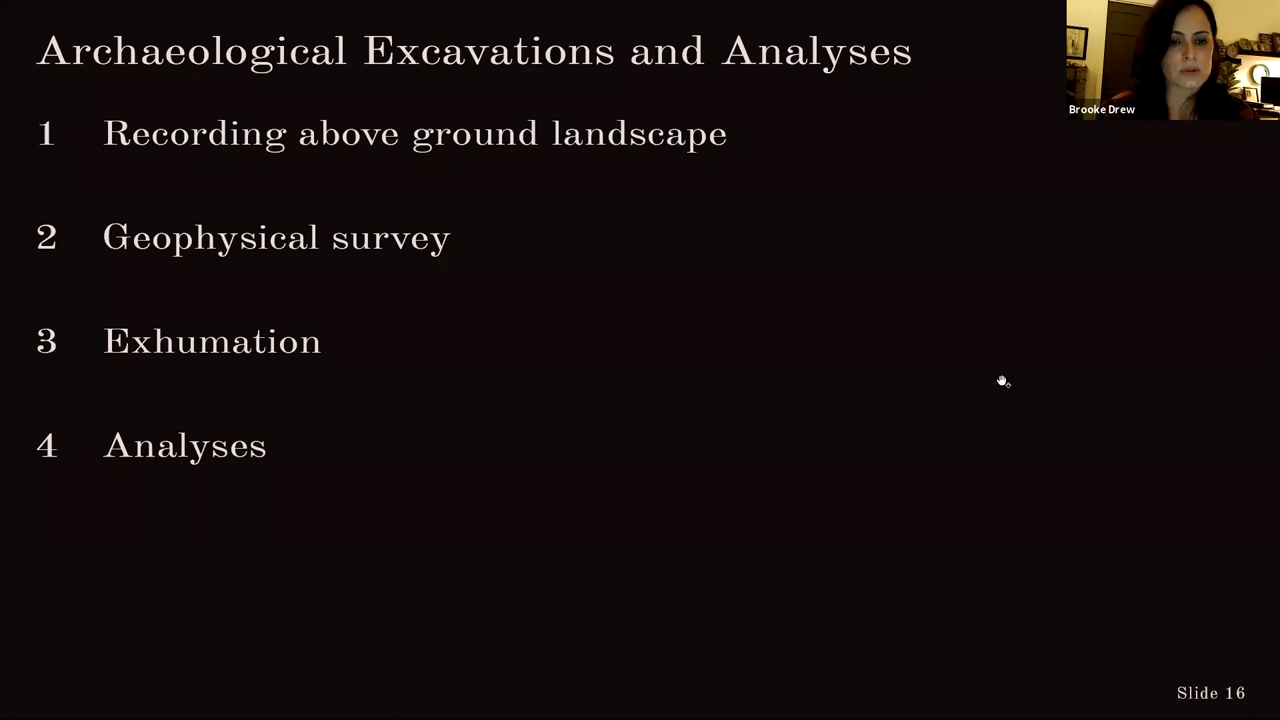 Archaeological Excavations and Analyses
Brooke Drew
1 Recording above ground landscape
2 Geophysical survey
3 Exhumation
4 Analyses
Slide 16